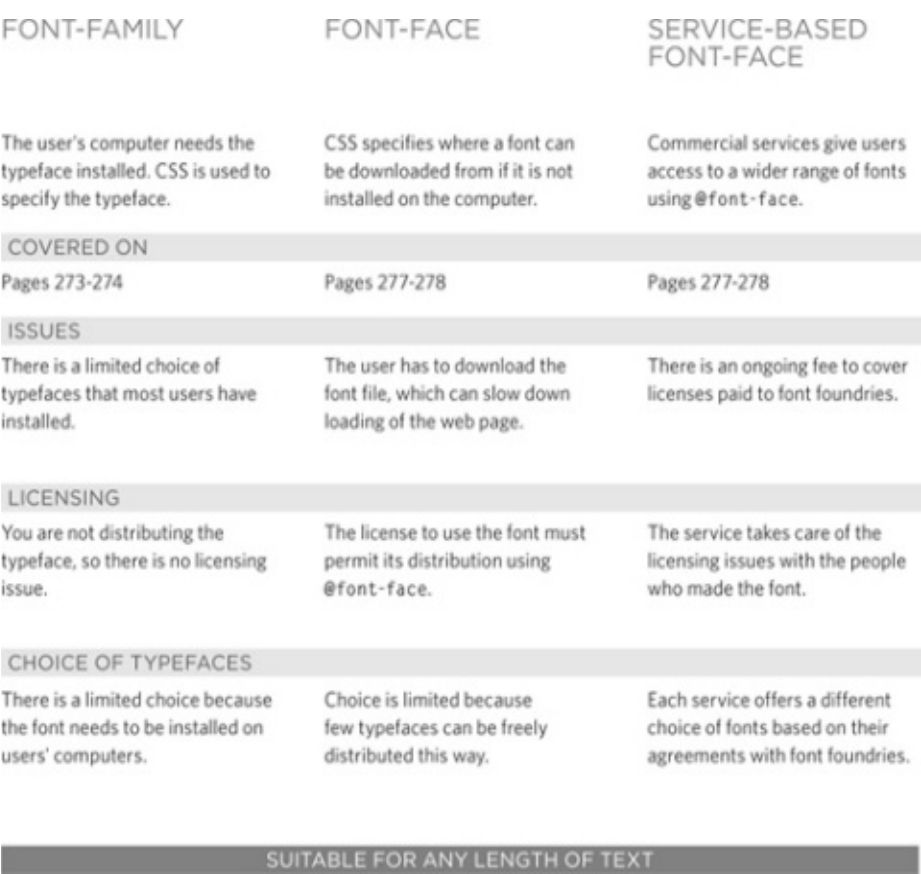 FONT-FAMILY
The user's computer needs the
typeface installed. CSS is used to
specify the typeface.
FONT-FACE
CSS specifies where a font can
be downloaded from if it is not
installed on the computer.
SERVICE-BASED
FONT-FACE
Commercial services give users
access to a wider range of fonts
using @font-face.
COVERED ON
Pages 273-274
Pages 277-278
Pages 277-278
ISSUES
There is a limited choice of
typefaces that most users have
installed.
The user has to download the
font file, which can slow down
loading of the web page.
There is an ongoing fee to cover
licenses paid to font foundries.
LICENSING
You are not distributing the
typeface, so there is no licensing
issue.
The license to use the font must
permit its distribution using
@font-face.
The service takes care of the
licensing issues with the people
who made the font.
CHOICE OF TYPEFACES
There is a limited choice because
the font needs to be installed on
users' computers.
Choice is limited because
few typefaces can be freely
distributed this way.
Each service offers a different
choice of fonts based on their
agreements with font foundries.
SUITABLE FOR ANY LENGTH OF TEXT